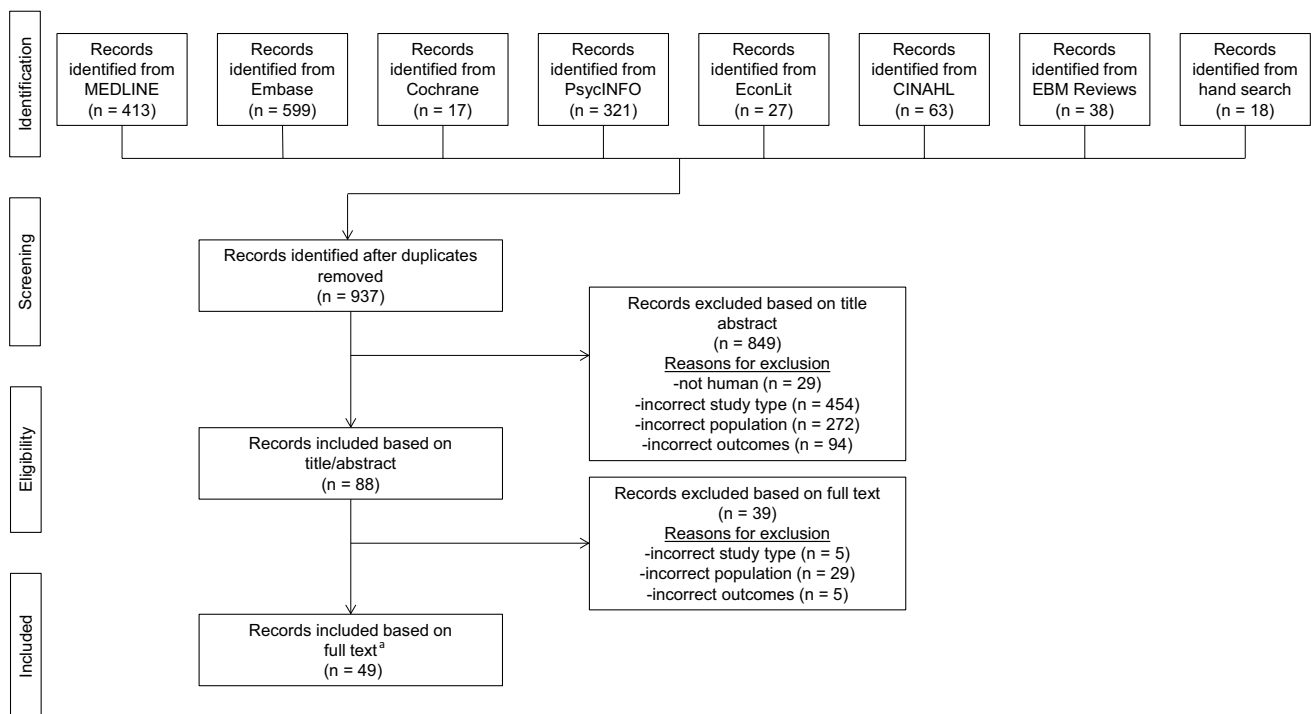 Identification
Records
identified from
MEDLINE
(n = 413)
Records
identified from
Embase
(n = 599)
Records
identified from
Cochrane
(n = 17)
Records
identified from
PsycINFO
(n = 321)
Records
identified from
EconLit
(n = 27)
Records
identified from
CINAHL
(n = 63)
Records
identified from
EBM Reviews
(n = 38)
Records
identified from
hand search
(n = 18)
Screening
Records identified after duplicates
removed
(n = 937)
Records excluded based on title
abstract
(n = 849)
Reasons for exclusion
-not human (n = 29)
-incorrect study type (n = 454)
-incorrect population (n = 272)
-incorrect outcomes (n = 94)
Eligibility
Records included based on
title/abstract
(n = 88)
Records excluded based on full text
(n = 39)
Reasons for exclusion
-incorrect study type (n = 5)
-incorrect population (n = 29)
-incorrect outcomes (n = 5)
Included
Records included based on
full text a
(n = 49)